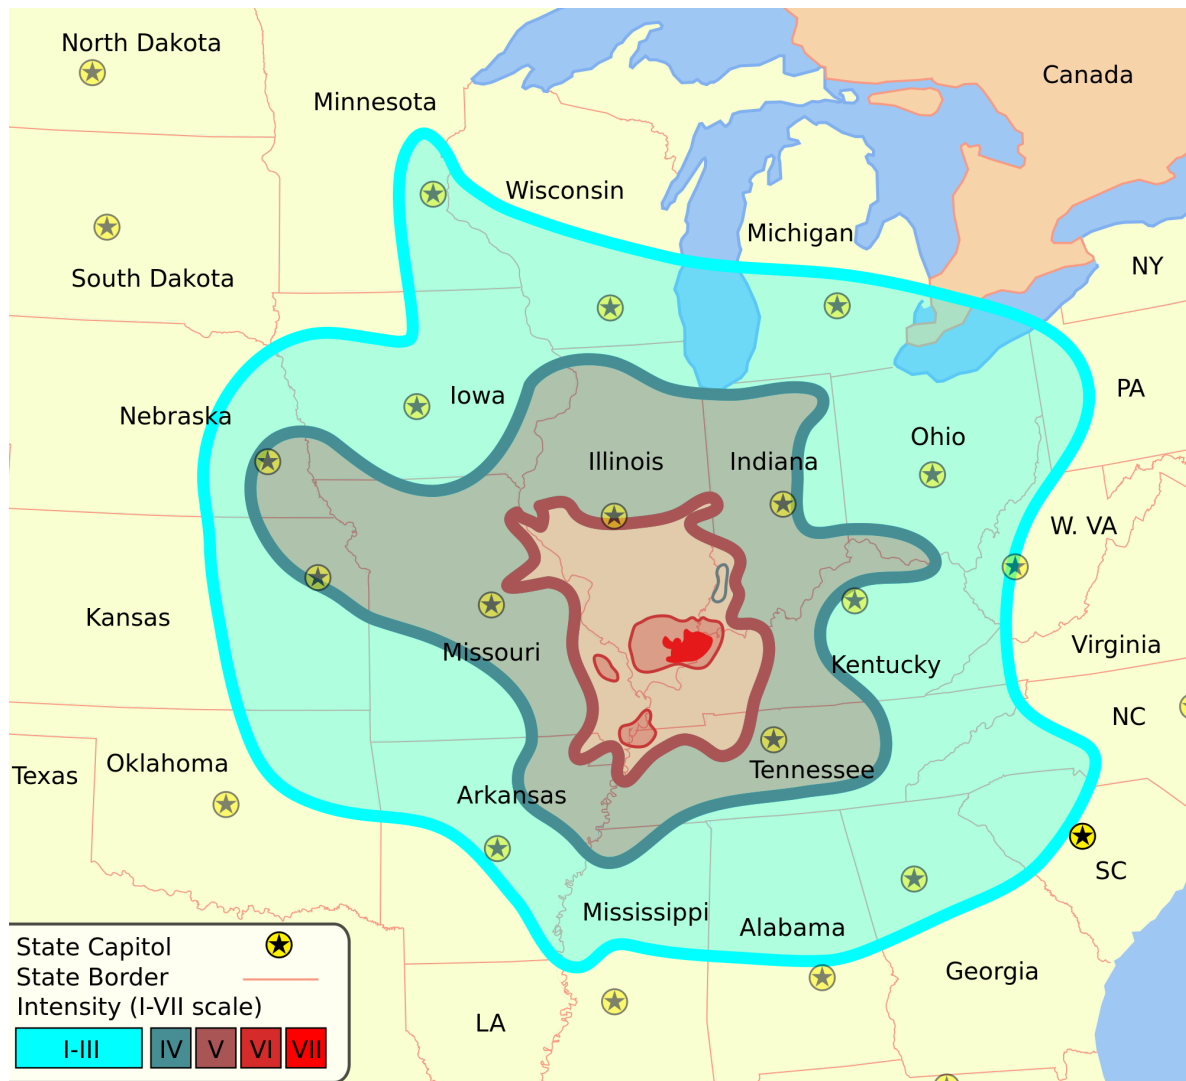 North Dakota
Canada
Minnesota
Wisconsin
Michigan
NY
South Dakota
PA
Iowa
Nebraska
Ohio
Illinois
Indiana
W. VA
Kansas
Virginia
Missouri
Kentucky
NC
Oklahoma
Tennessee
Texas
Arkansas
SC
Mississippi
Alabama
Georgia
LA
State Capitol
State Border
Intensity (I-VII scale)
I-III IV V VI VII